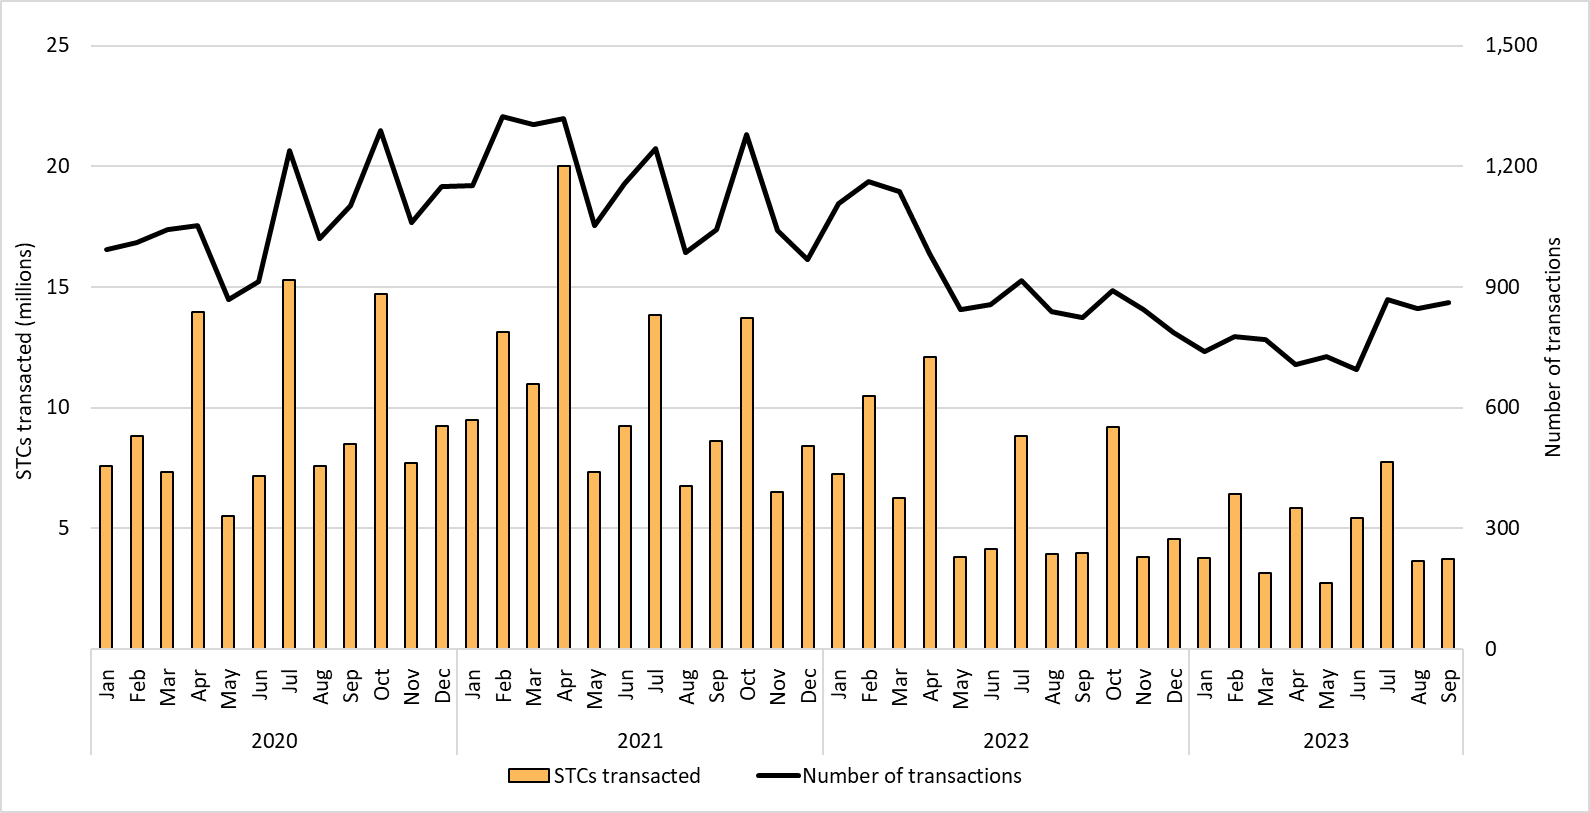 25
20
15
10
5
STCs transacted (millions)
1,500
1,200
900
600
300
0
Number of transactions
Jan Feb Mar Apr May Jun Jul Aug Sep Oct Nov Dec Jan Feb Mar Apr May Jun Jul Aug Sep Oct Nov Dec Jan Feb Mar Apr May Jun Jul Aug Sep Oct Nov Dec Jan Feb Mar Apr May Jun Jul Aug Sep
2020 2021 2022 2023
STCs transacted Number of transactions